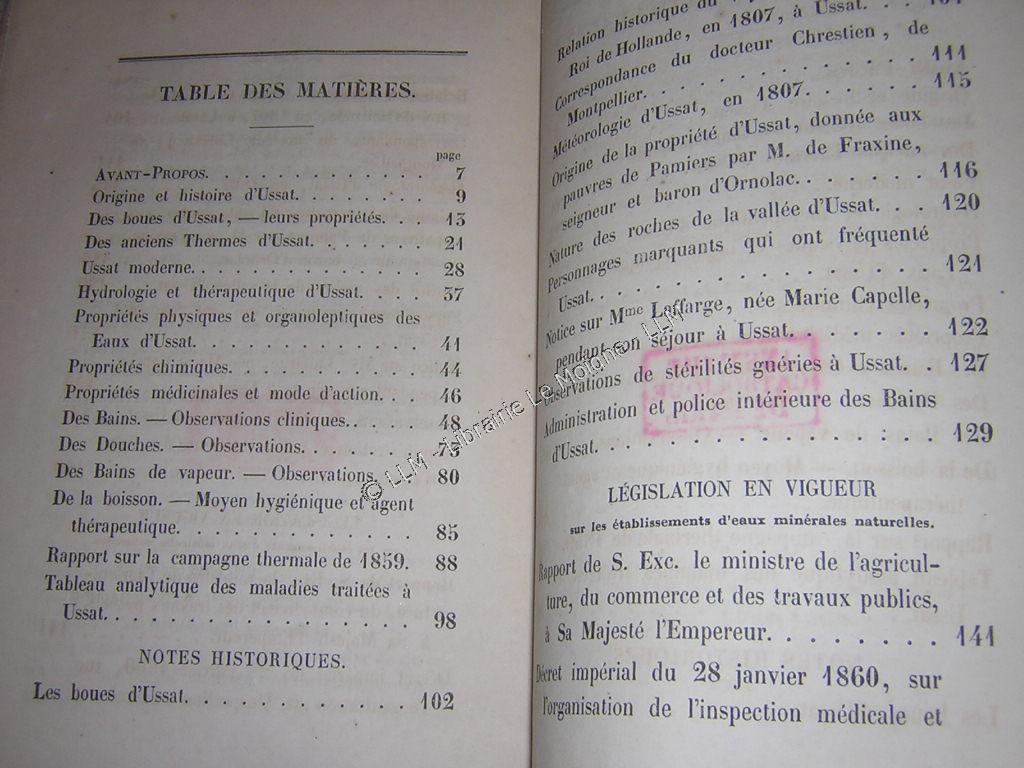 TABLE DES MATIÈRES.
page
AVANT-PROPOS. . . . . . . . . . . . . 7
Origine et histoire d'Ussat. . . . . . . . 9
Des boues d'Ussat, — leurs propriétés. . . . 13
Des anciens Thermes d'Ussat. . . . . . . 21
Ussat moderne. . . . . . . . . . . . . 28
Hydrologie et thérapeutique d'Ussat. . . . 37
Propriétés physiques et organoleptiques des
Eaux d'Ussat. . . . . . . . . . . . 41
Propriétés chimiques. . . . . . . . . . . 44
Propriétés médicinales et mode d'action. . . 46
Des Bains. — Observations cliniques. . . . . 48
Des Douches. — Observations. . . . . . .
Des Bains de vapeur. — Observations. . . . 80
De la boisson. — Moyen hygiénique et agent
thérapeutique. . . . . . . . . . . . . 85
Rapport sur la campagne thermale de 1859. 88
Tableau analytique des maladies traitées à
Ussat. . . . . . . . . . . . . . . . 98
NOTES HISTORIQUES.
Les boues d'Ussat. . . . . . . . . . . . 102
Relation historique du
Roi de Hollande, en 1807, à Ussat. . .
Correspondance du docteur Chrestien, de
Montpellier. . . . . . . . . . . . . 111
Météorologie d'Ussat, en 1807. . . . . . 115
Origine de la propriété d'Ussat, donnée aux
pauvres de Pamiers par M. de Fraxine,
seigneur et baron d'Ornolac. . . . . . . 116
Nature des roches de la vallée d'Ussat. . . 120
Personnages marquants qui ont fréquenté
Ussat. . . . . . . . . . . . . . . 121
Notice sur Mme Laffarge, née Marie Capelle,
pendant son séjour à Ussat. . . . . . . 122
Observations de stérilités guéries à Ussat. . 127
Administration et police intérieure des Bains
d'Ussat. . . . . . . . . . . . . . . 129
LÉGISLATION EN VIGUEUR
sur les établissements d'eaux minérales naturelles.
Rapport de S. Exc. le ministre de l'agricul-
ture, du commerce et des travaux publics,
à Sa Majesté l'Empereur. . . . . . . . 141
Décret impérial du 28 janvier 1860, sur
l'organisation de l'inspection médicale et
© LLM - Librairie Le Moigne - LLM